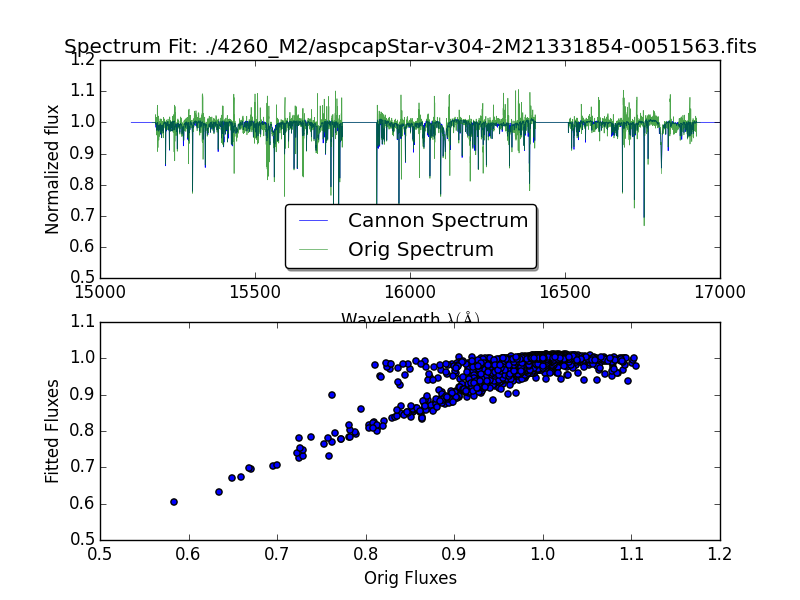 Spectrum Fit: ./4260_M2/aspcapStar-v304-2M21331854-0051563.fits
1.2
1.1
1.0
0.9
0.8
0.7
0.6
0.5
Normalized flux
Cannon Spectrum
Orig Spectrum
15000 15500 16000 16500 17000
Wavelength λ(Å)
1.1
1.0
0.9
0.8
0.7
0.6
0.5
Fitted Fluxes
0.5 0.6 0.7 0.8 0.9 1.0 1.1 1.2
Orig Fluxes